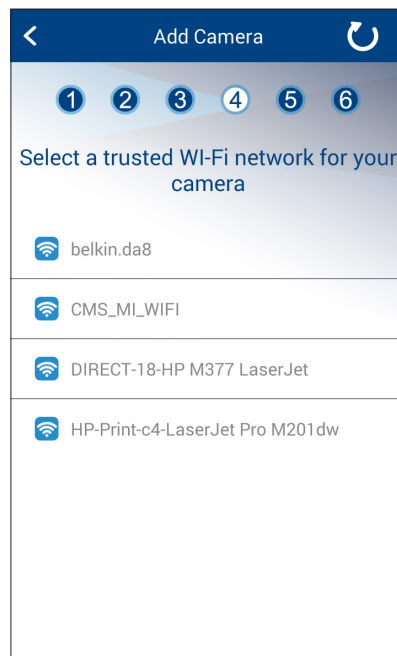 Add Camera
1 2 3 4 5 6
Select a trusted WI-Fi network for your
camera
belkin.da8
CMS_MI_WIFI
DIRECT-18-HP M377 LaserJet
HP-Print-c4-LaserJet Pro M201dw